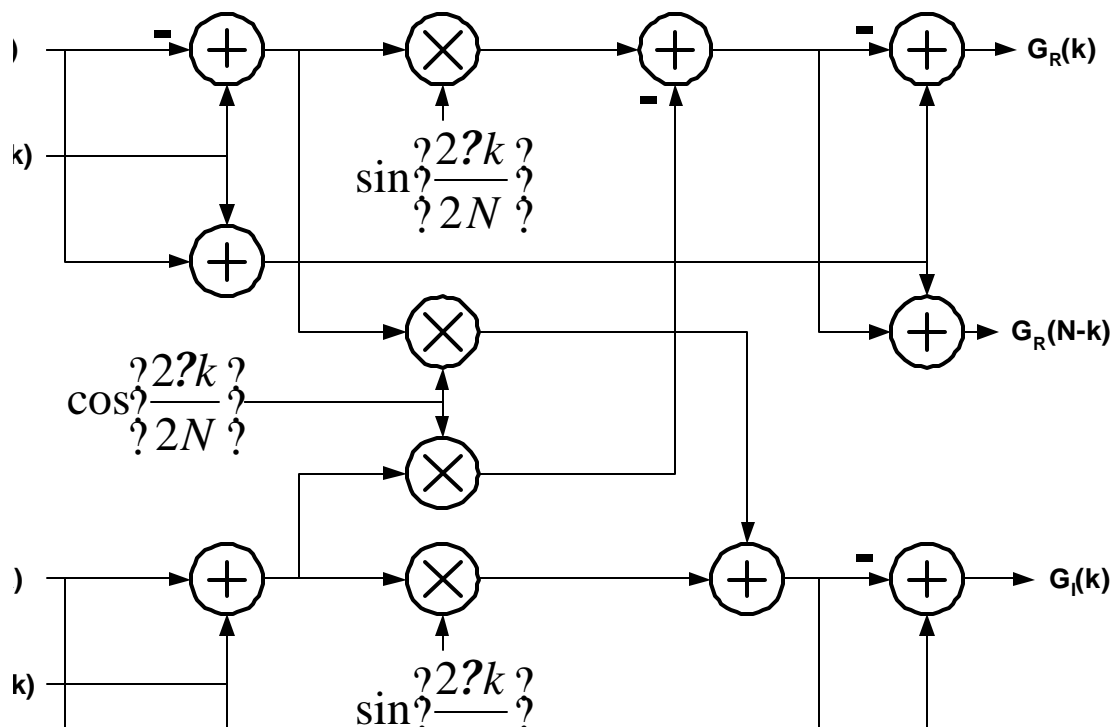 )
-
-
G_R(k)
-
k)
sin(?2?k/2N?)
G_R(N-k)
cos(?2?k/2N?)
)
-
G_I(k)
k)
sin ?2?k ?